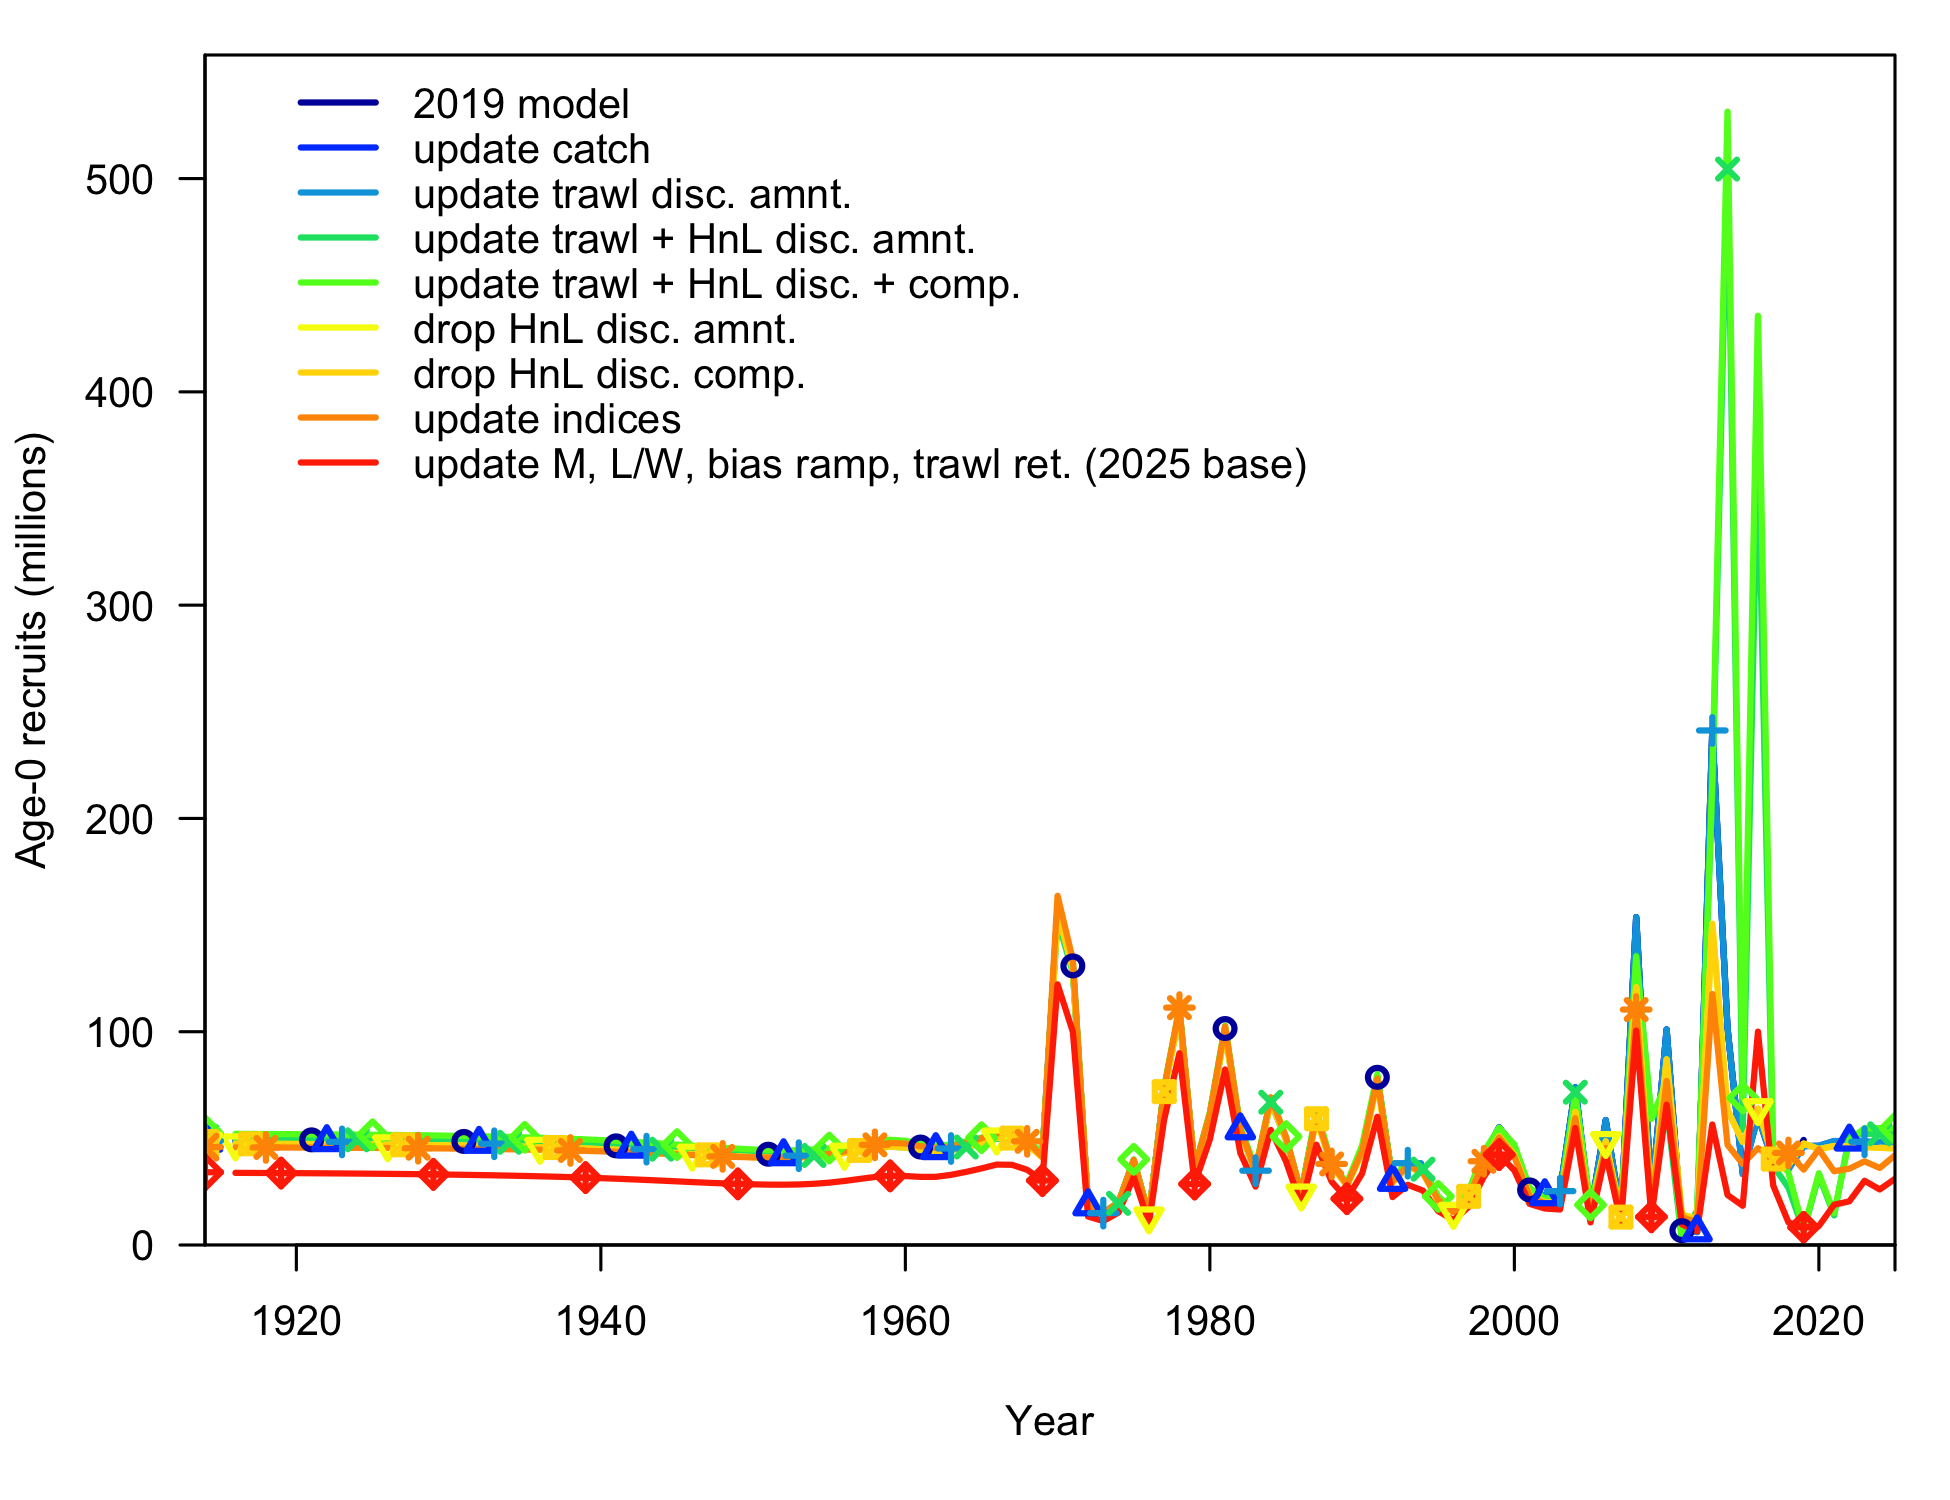 2019 model
update catch
update trawl disc. amnt.
update trawl + HnL disc. amnt.
update trawl + HnL disc. + comp.
drop HnL disc. amnt.
drop HnL disc. comp.
update indices
update M, L/W, bias ramp, trawl ret. (2025 base)
Age-0 recruits (millions)
500
400
300
200
100
0
1920 1940 1960 1980 2000 2020
Year